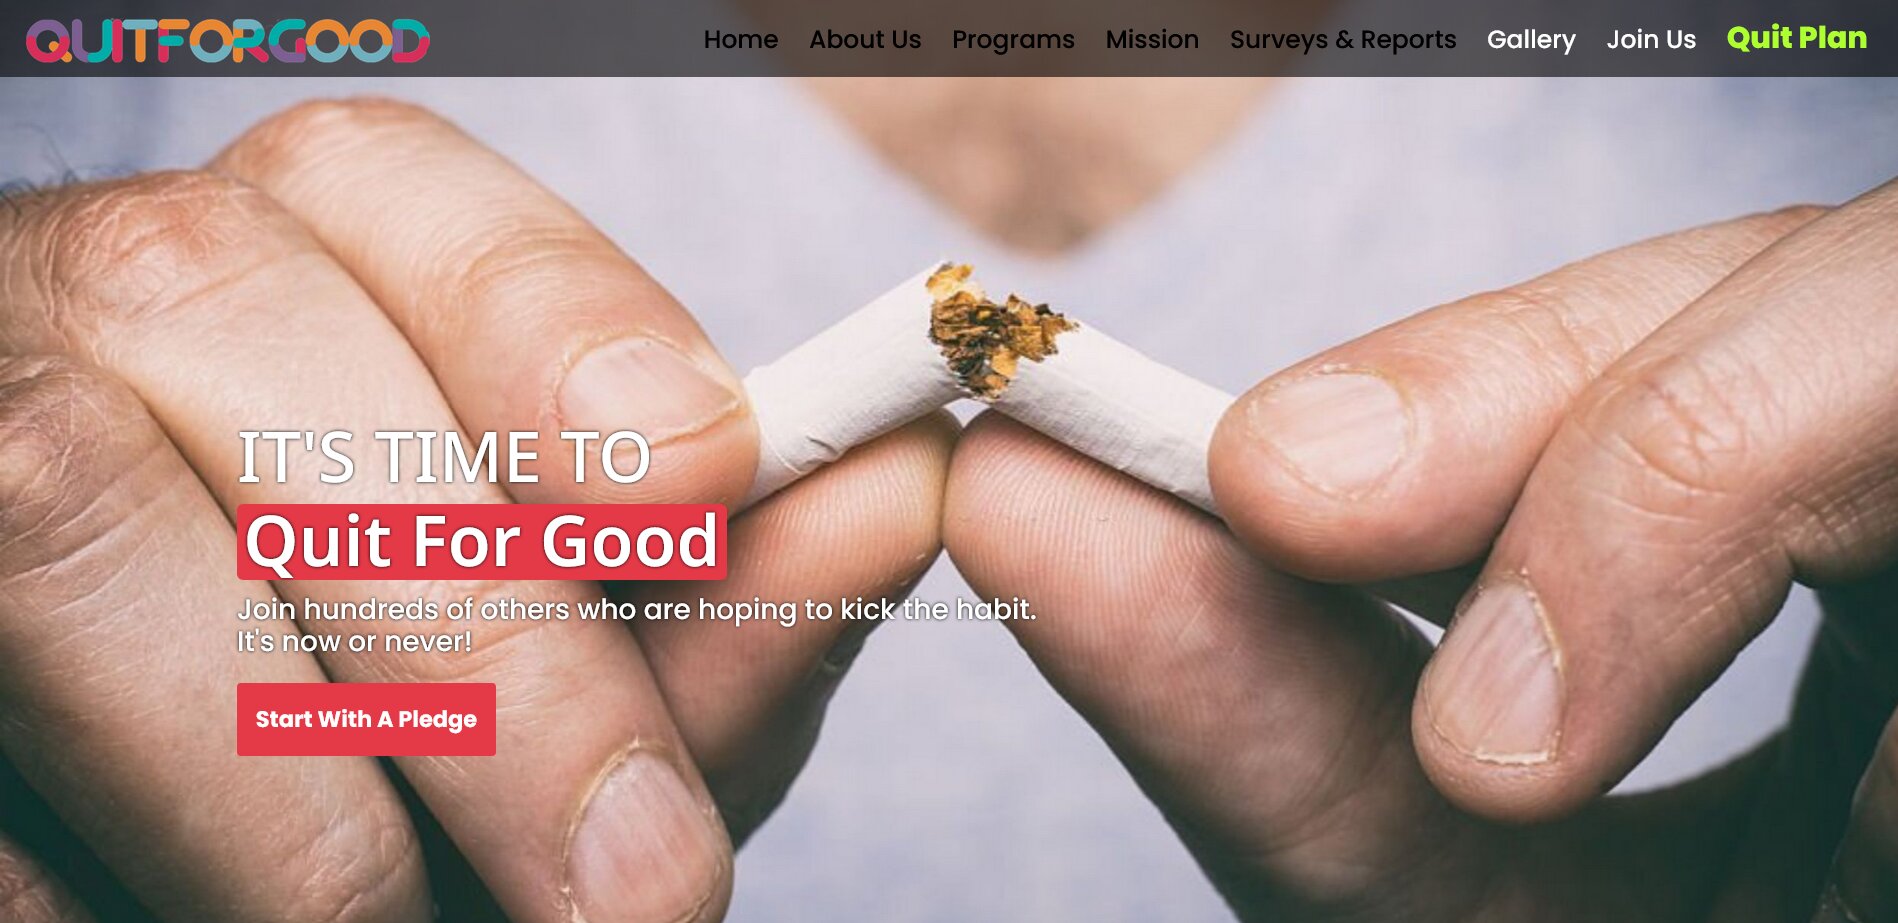 QUITFORGOOD
Home About Us Programs Mission Surveys & Reports Gallery Join Us Quit Plan
IT'S TIME TO
Quit For Good
Join hundreds of others who are hoping to kick the habit.
It's now or never!
Start With A Pledge